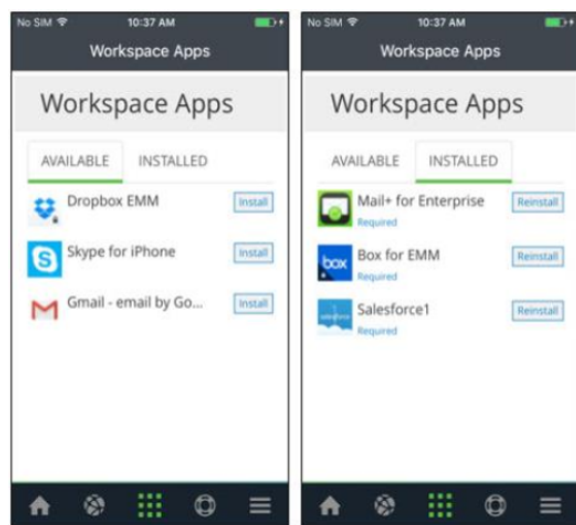 No SIM 10:37 AM
Workspace Apps
Workspace Apps
AVAILABLE INSTALLED
Dropbox EMM Install
Skype for iPhone Install
Gmail - email by Go... Install
No SIM 10:37 AM
Workspace Apps
Workspace Apps
AVAILABLE INSTALLED
Mail+ for Enterprise Reinstall
Required
box
Box for EMM Reinstall
Required
salesforce
Salesforce1 Reinstall
Required